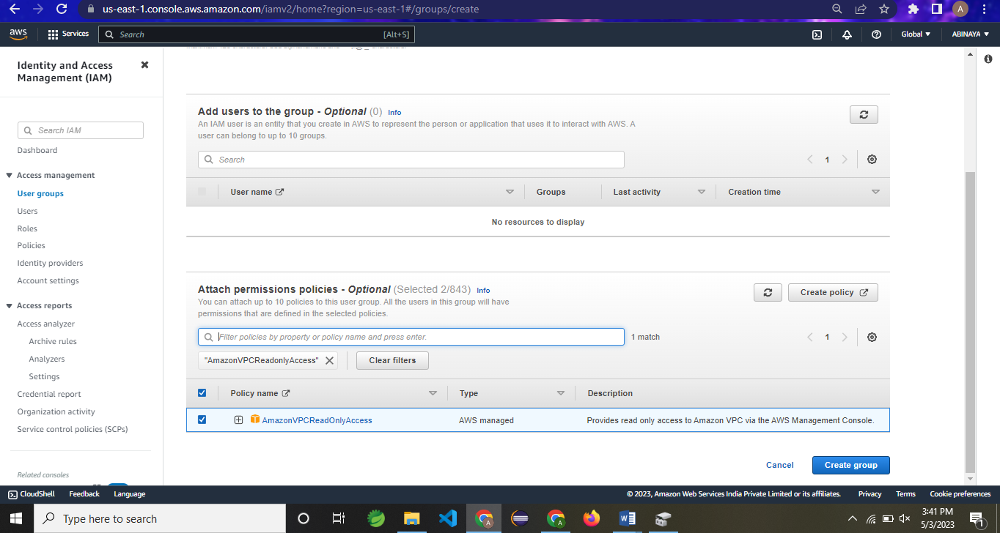 us-east-1.console.aws.amazon.com/iamv2/home?region=us-east-1#/groups/create
A
aws
Services
Search
[Alt+S]
Global
ABINAYA
Identity and Access
Management (IAM)
Search IAM
Dashboard
Access management
User groups
Users
Roles
Policies
Identity providers
Account settings
Access reports
Access analyzer
Archive rules
Analyzers
Settings
Credential report
Organization activity
Service control policies (SCPs)
Related consoles
Add users to the group - Optional (0) Info
An IAM user is an entity that you create in AWS to represent the person or application that uses it to interact with AWS. A
user can belong to up to 10 groups.
Search
1
User name
Groups
Last activity
Creation time
No resources to display
Attach permissions policies - Optional (Selected 2/843) Info
Create policy
You can attach up to 10 policies to this user group. All the users in this group will have
permissions that are defined in the selected policies.
Filter policies by property or policy name and press enter.
1 match
1
"AmazonVPCReadonlyAccess"
Clear filters
Policy name
Type
Description
AmazonVPCReadOnlyAccess
AWS managed
Provides read only access to Amazon VPC via the AWS Management Console.
Cancel
Create group
CloudShell
Feedback
Language
© 2023, Amazon Web Services India Private Limited or its affiliates.
Privacy
Terms
Cookie preferences
Type here to search
3:41 PM
5/3/2023
1